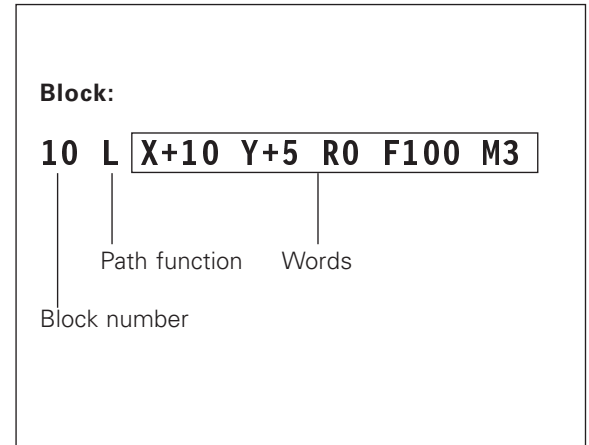 Block:
10 L X+10 Y+5 R0 F100 M3
Path function Words
Block number